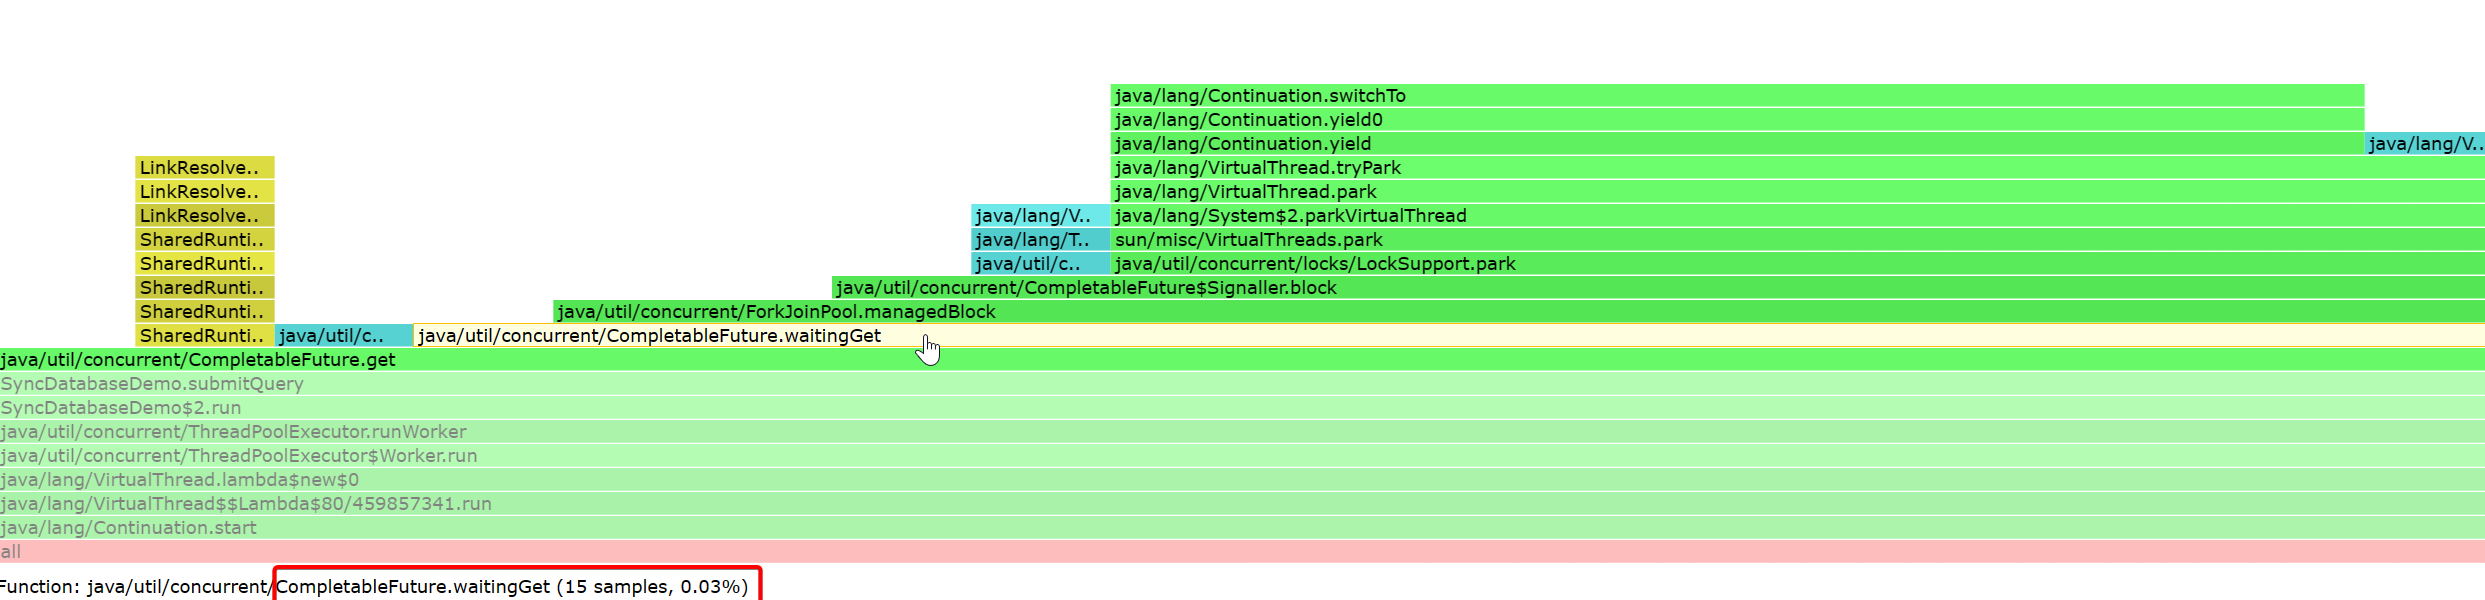 java/lang/Continuation.switchTo
java/lang/Continuation.yield0
java/lang/Continuation.yield java/lang/V..
LinkResolve.. java/lang/VirtualThread.tryPark
LinkResolve.. java/lang/VirtualThread.park
LinkResolve.. java/lang/V.. java/lang/System$2.parkVirtualThread
SharedRunti.. java/lang/T.. sun/misc/VirtualThreads.park
SharedRunti.. java/util/c.. java/util/concurrent/locks/LockSupport.park
SharedRunti.. java/util/concurrent/CompletableFuture$Signaller.block
SharedRunti.. java/util/concurrent/ForkJoinPool.managedBlock
SharedRunti.. java/util/c.. java/util/concurrent/CompletableFuture.waitingGet
java/util/concurrent/CompletableFuture.get
SyncDatabaseDemo.submitQuery
SyncDatabaseDemo$2.run
java/util/concurrent/ThreadPoolExecutor.runWorker
java/util/concurrent/ThreadPoolExecutor$Worker.run
java/lang/VirtualThread.lambda$new$0
java/lang/VirtualThread$$Lambda$80/459857341.run
java/lang/Continuation.start
all
Function: java/util/concurrent/CompletableFuture.waitingGet (15 samples, 0.03%)